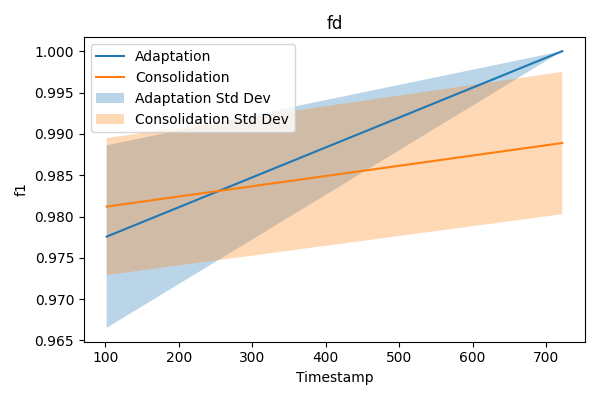 fd
1.000
0.995
0.990
0.985
0.980
0.975
0.970
0.965
f1
Adaptation
Consolidation
Adaptation Std Dev
Consolidation Std Dev
100 200 300 400 500 600 700
Timestamp